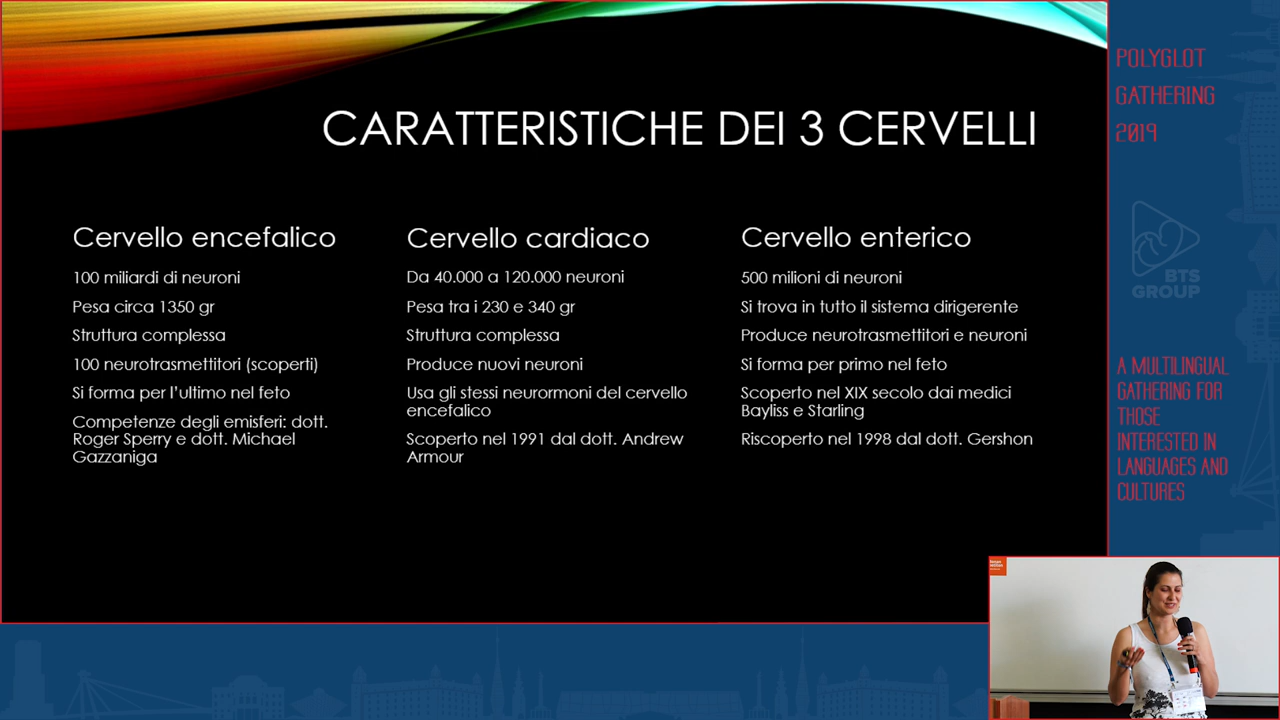 CARATTERISTICHE DEI 3 CERVELLI
Cervello encefalico
100 miliardi di neuroni
Pesa circa 1350 gr
Struttura complessa
100 neurotrasmettitori (scoperti)
Si forma per l'ultimo nel feto
Competenze degli emisferi: dott.
Roger Sperry e dott. Michael
Gazzaniga
Cervello cardiaco
Da 40.000 a 120.000 neuroni
Pesa tra i 230 e 340 gr
Struttura complessa
Produce nuovi neuroni
Usa gli stessi neurormoni del cervello
encefalico
Scoperto nel 1991 dal dott. Andrew
Armour
Cervello enterico
500 milioni di neuroni
Si trova in tutto il sistema dirigerente
Produce neurotrasmettitori e neuroni
Si forma per primo nel feto
Scoperto nel XIX secolo dai medici
Bayliss e Starling
Riscoperto nel 1998 dal dott. Gershon
POLYGLOT
GATHERING
2019
BTS
GROUP
A MULTILINGUAL
GATHERING FOR
THOSE
INTERESTED IN
LANGUAGES AND
CULTURES